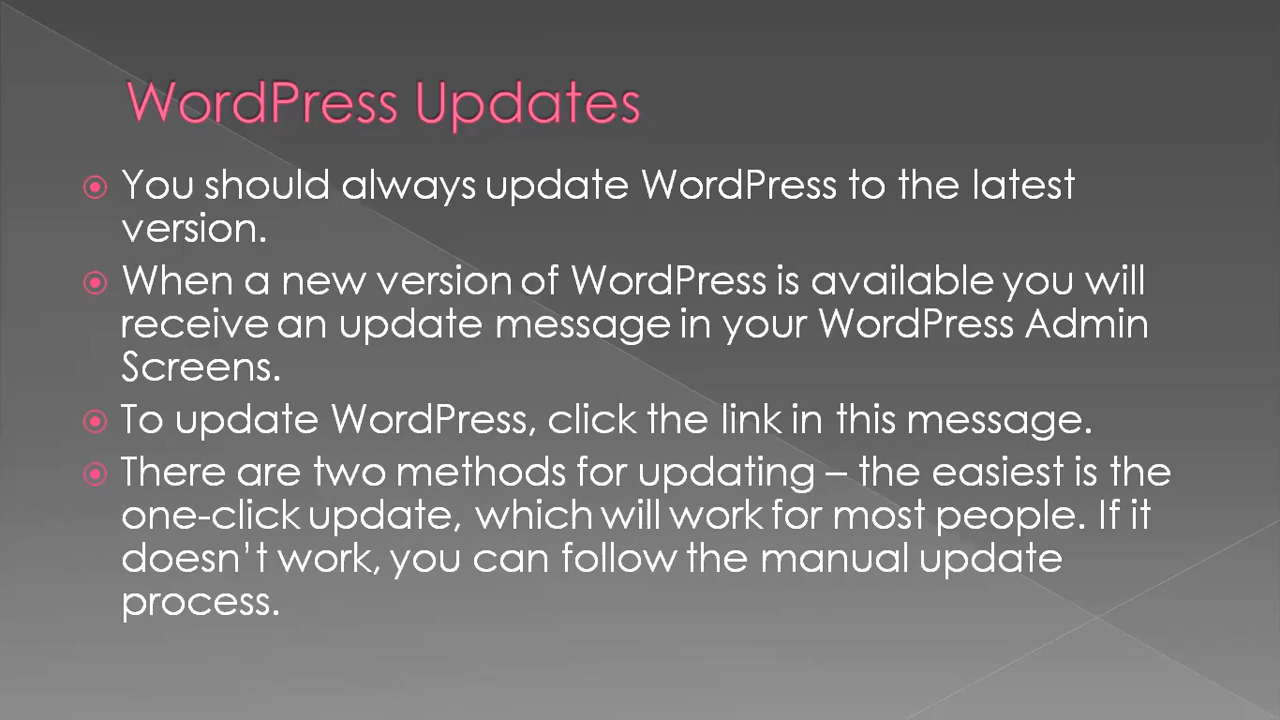 WordPress Updates
You should always update WordPress to the latest
version.
When a new version of WordPress is available you will
receive an update message in your WordPress Admin
Screens.
To update WordPress, click the link in this message.
There are two methods for updating – the easiest is the
one-click update, which will work for most people. If it
doesn't work, you can follow the manual update
process.